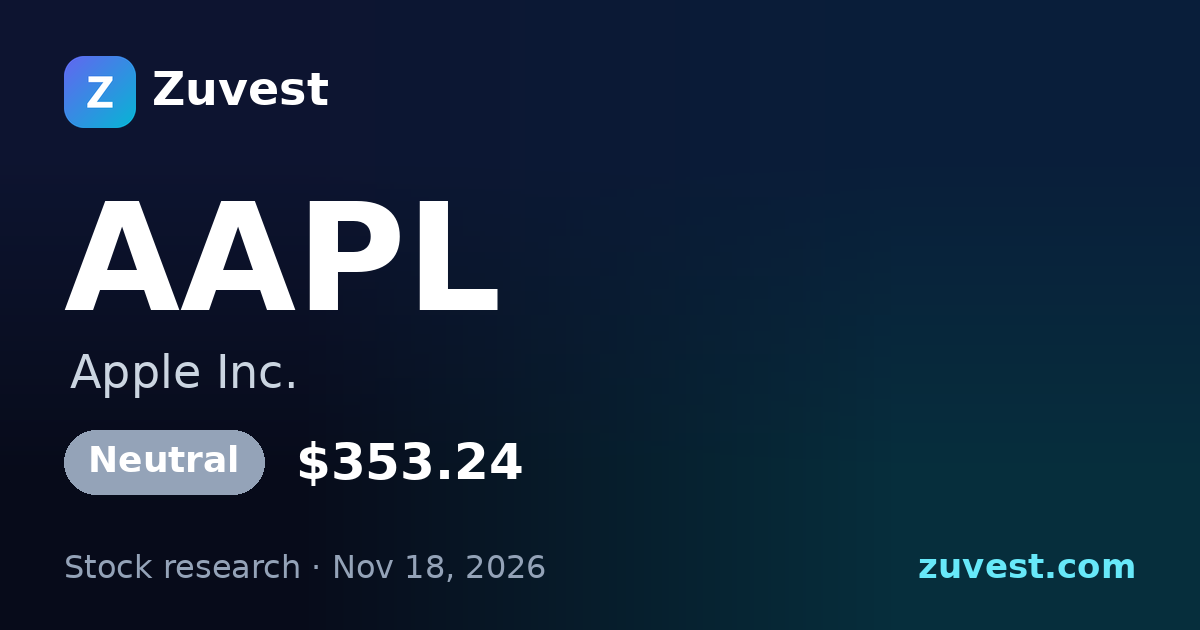 Z Zuvest
AAPL
Apple Inc.
Neutral $353.24
Stock research · Nov 18, 2026 zuvest.com